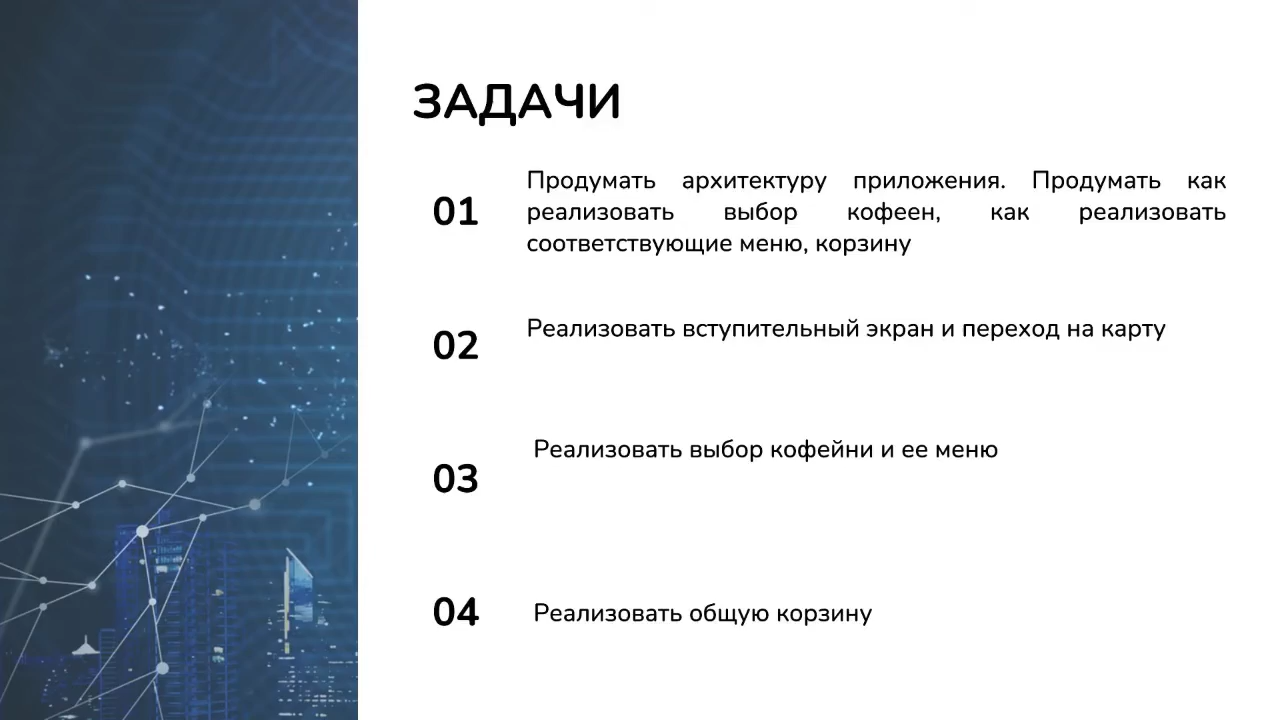 ЗАДАЧИ
01
Продумать архитектуру приложения. Продумать как
реализовать выбор кофеен, как реализовать
соответствующие меню, корзину
02
Реализовать вступительный экран и переход на карту
03
Реализовать выбор кофейни и ее меню
04
Реализовать общую корзину